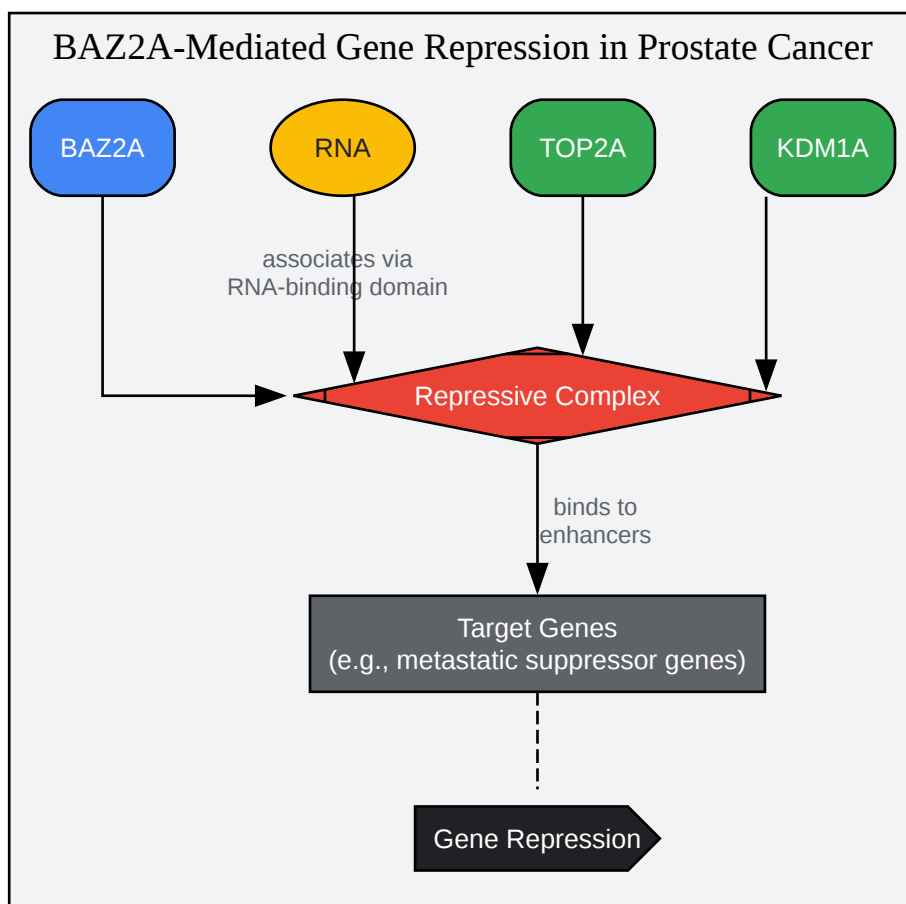 BAZ2A-Mediated Gene Repression in Prostate Cancer
BAZ2A
RNA
TOP2A
KDM1A
associates via
RNA-binding domain
Repressive Complex
binds to
enhancers
Target Genes
(e.g., metastatic suppressor genes)
Gene Repression